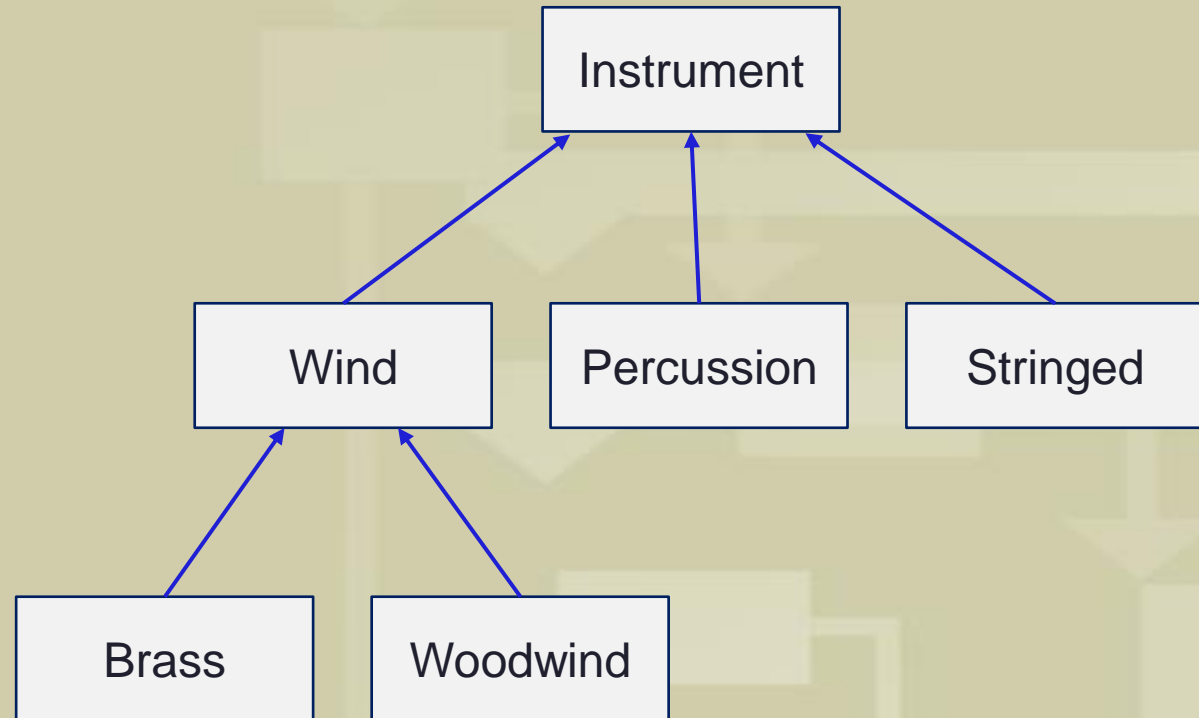 Instrument
Wind
Percussion
Stringed
Brass
Woodwind